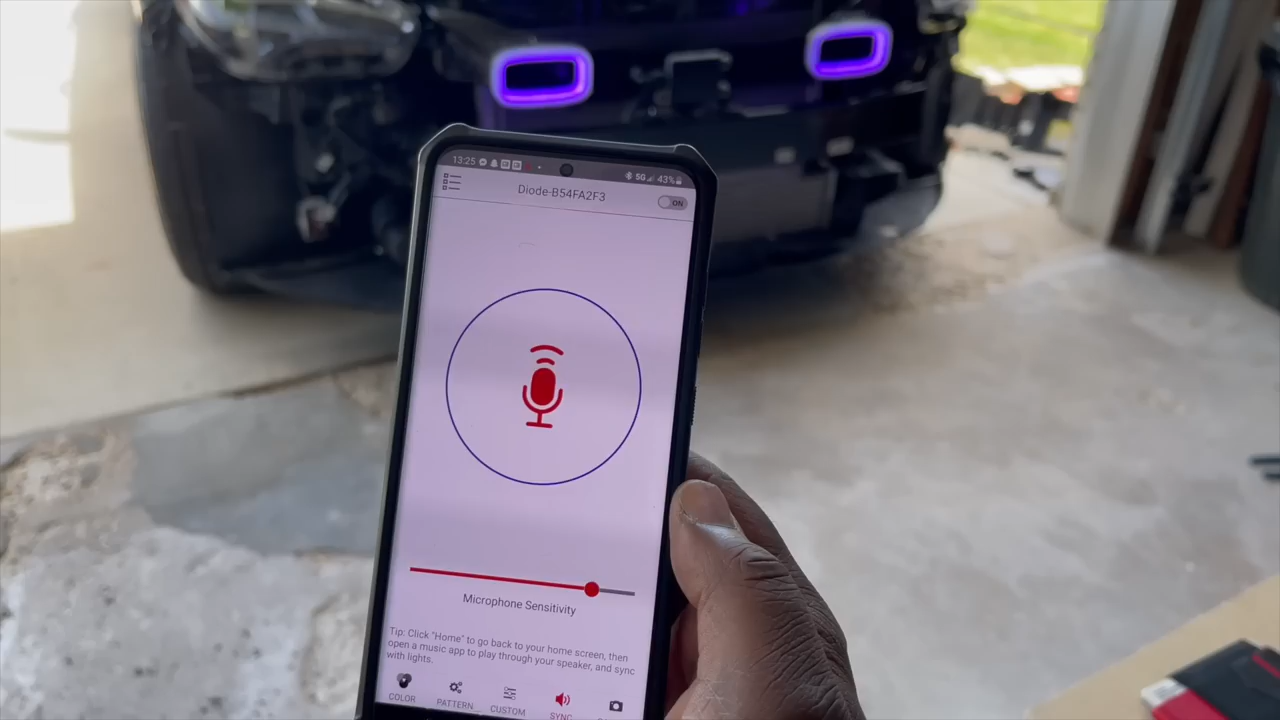 13:25 5G 43%
Diode-B54FA2F3
ON
Microphone Sensitivity
Tip: Click "Home" to go back to your home screen, then
open a music app to play through your speaker, and sync
with lights.
COLOR PATTERN CUSTOM SYNC